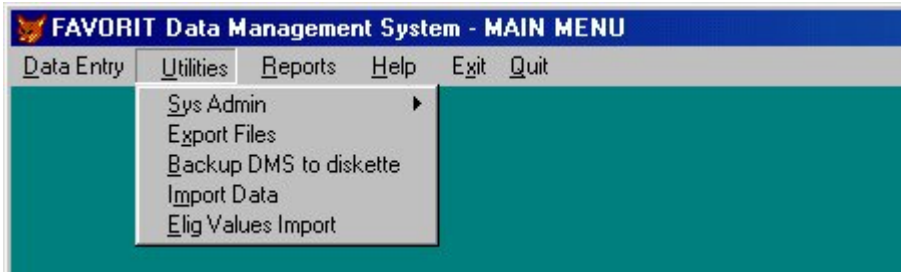 FAVORIT Data Management System - MAIN MENU
Data Entry Utilities Reports Help Exit Quit
Sys Admin
Export Files
Backup DMS to diskette
Import Data
Elig Values Import